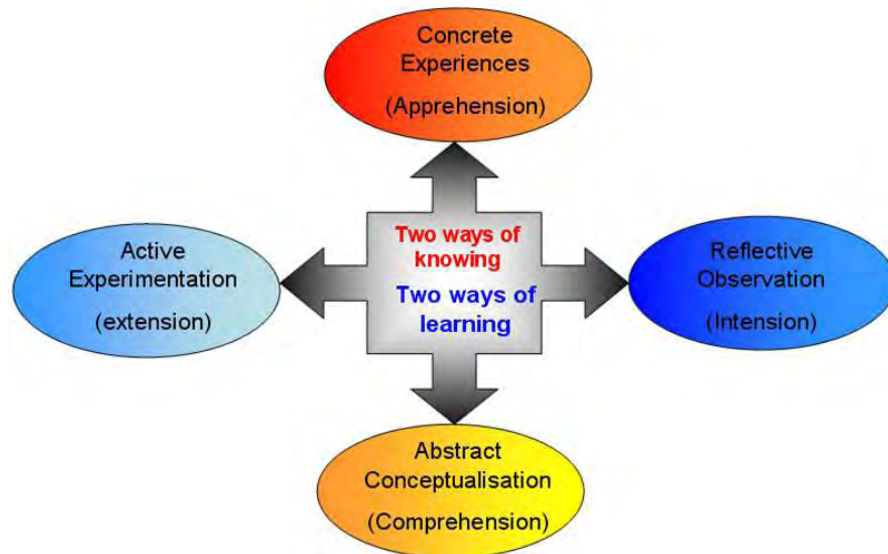 Concrete
Experiences
(Apprehension)
Active
Experimentation
(extension)
Two ways of
knowing
Two ways of
learning
Reflective
Observation
(Intension)
Abstract
Conceptualisation
(Comprehension)